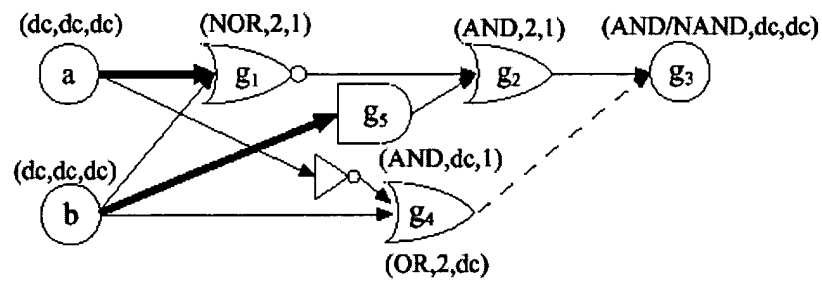 (dc,dc,dc)
(NOR,2,1)
(AND,2,1)
(AND/NAND,dc,dc)
a
g1
g2
g3
g5
(dc,dc,dc)
(AND,dc,1)
b
g4
(OR,2,dc)